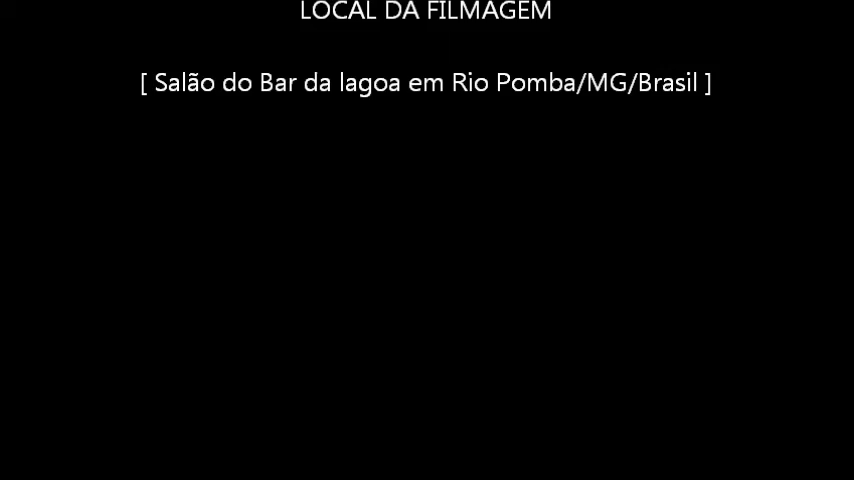 LOCAL DA FILMAGEM
[ Salão do Bar da lagoa em Rio Pomba/MG/Brasil ]